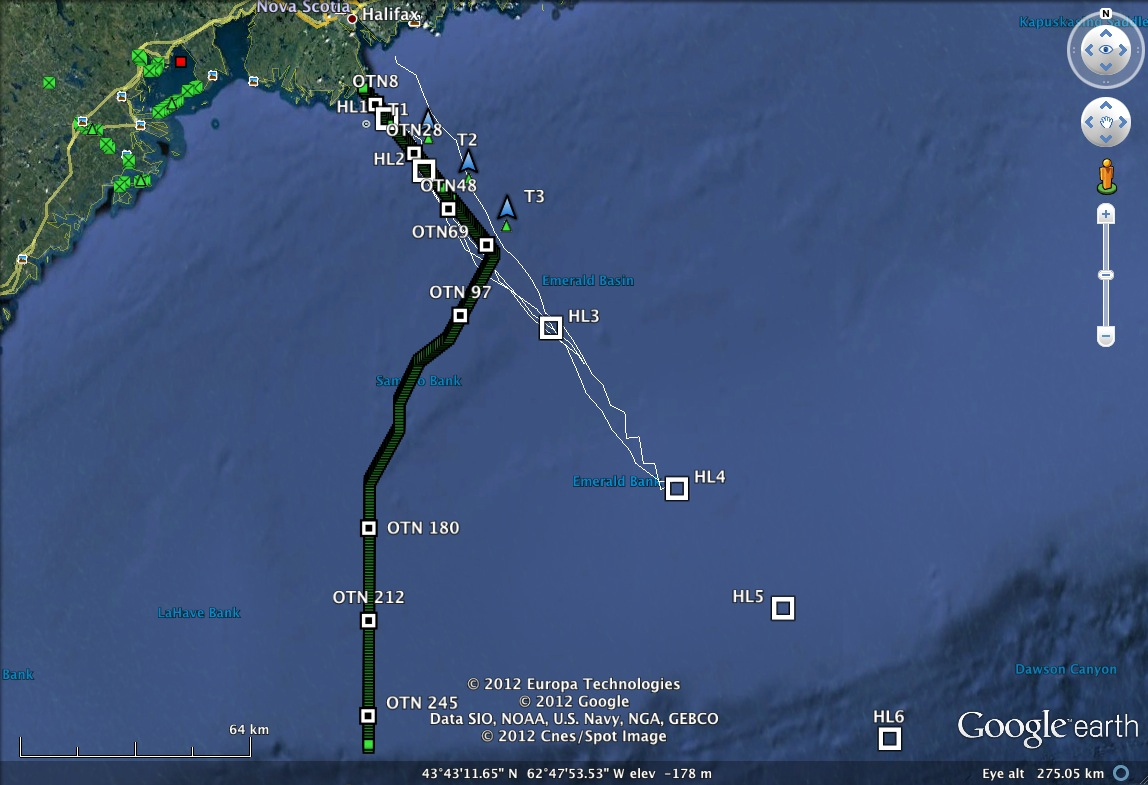 Nova Scotia
Halifax
Kapuskasing Saddle
N
OTN8
HL1
T1
OTN28
T2
HL2
OTN48
T3
OTN69
Emerald Basin
OTN 97
HL3
Sambro Bank
Emerald Bank
HL4
OTN 180
HL5
OTN 212
LaHave Bank
Dawson Canyon
Bank
© 2012 Europa Technologies
© 2012 Google
Data SIO, NOAA, U.S. Navy, NGA, GEBCO
© 2012 Cnes/Spot Image
OTN 245
HL6
64 km
Google™ earth
43°43'11.65" N 62°47'53.53" W elev -178 m
Eye alt 275.05 km